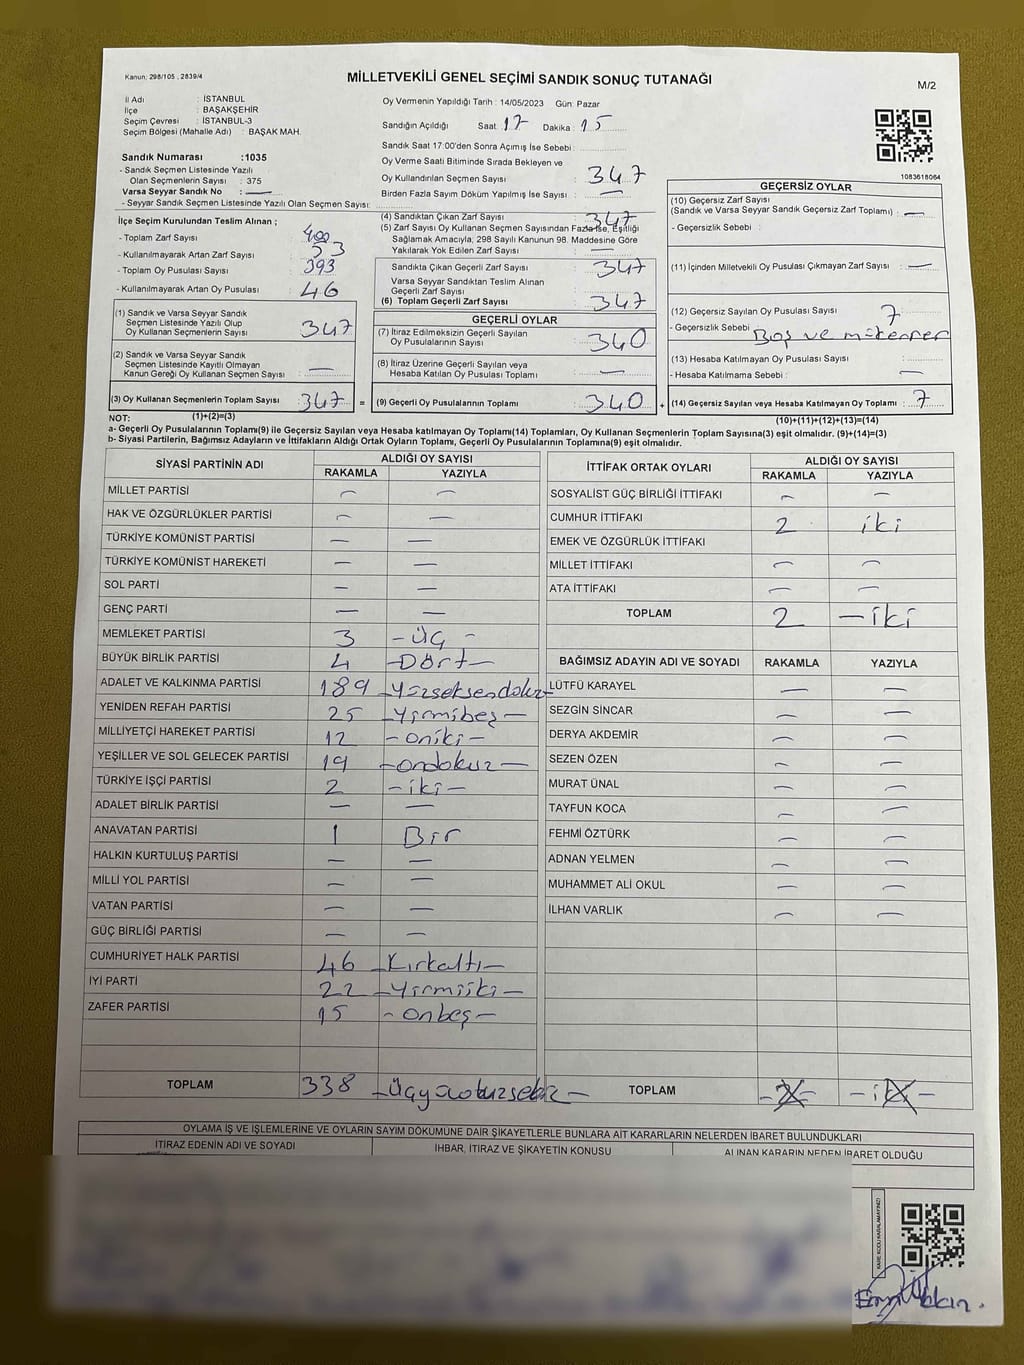 Kanun: 298/105 , 2839/4
MİLLETVEKİLİ GENEL SEÇİMİ SANDIK SONUÇ TUTANAĞI
M/2
İl Adı : İSTANBUL
İlçe : BAŞAKŞEHİR
Seçim Çevresi : İSTANBUL-3
Seçim Bölgesi (Mahalle Adı) : BAŞAK MAH.
Sandık Numarası :1035
- Sandık Seçmen Listesinde Yazılı
Olan Seçmenlerin Sayısı : 375
Varsa Seyyar Sandık No : —
- Seyyar Sandık Seçmen Listesinde Yazılı Olan Seçmen Sayısı:
Oy Vermenin Yapıldığı Tarih : 14/05/2023 Gün: Pazar
Sandığın Açıldığı Saat 17 Dakika : 15
Sandık Saat 17:00'den Sonra Açımış İse Sebebi :
Oy Verme Saati Bitiminde Sırada Bekleyen ve
Oy Kullandırılan Seçmen Sayısı : 347
Birden Fazla Sayım Döküm Yapılmış İse Sayısı : —
1083618064
İlçe Seçim Kurulundan Teslim Alınan ;
- Toplam Zarf Sayısı : 400
- Kullanılmayarak Artan Zarf Sayısı : 53
- Toplam Oy Pusulası Sayısı : 393
- Kullanılmayarak Artan Oy Pusulası : 46
(1) Sandık ve Varsa Seyyar Sandık
Seçmen Listesinde Yazılı Olup
Oy Kullanan Seçmenlerin Sayısı : 347
(2) Sandık ve Varsa Seyyar Sandık
Seçmen Listesinde Kayıtlı Olmayan
Kanun Gereği Oy Kullanan Seçmen Sayısı : —
(3) Oy Kullanan Seçmenlerin Toplam Sayısı : 347 =
(4) Sandıktan Çıkan Zarf Sayısı : 347
(5) Zarf Sayısı Oy Kullanan Seçmen Sayısından Fazla İse, Eşitliği
Sağlamak Amacıyla; 298 Sayılı Kanunun 98. Maddesine Göre
Yakılarak Yok Edilen Zarf Sayısı : —
Sandıkta Çıkan Geçerli Zarf Sayısı : 347
Varsa Seyyar Sandıktan Teslim Alınan
Geçerli Zarf Sayısı :
(6) Toplam Geçerli Zarf Sayısı : 347
GEÇERLİ OYLAR
(7) İtiraz Edilmeksizin Geçerli Sayılan
Oy Pusulalarının Sayısı : 340
(8) İtiraz Üzerine Geçerli Sayılan veya
Hesaba Katılan Oy Pusulası Toplamı : —
(9) Geçerli Oy Pusulalarının Toplamı : 340 +
GEÇERSİZ OYLAR
(10) Geçersiz Zarf Sayısı
(Sandık ve Varsa Seyyar Sandık Geçersiz Zarf Toplamı) : —
- Geçersizlik Sebebi :
(11) İçinden Milletvekili Oy Pusulası Çıkmayan Zarf Sayısı : —
(12) Geçersiz Sayılan Oy Pusulası Sayısı : 7
- Geçersizlik Sebebi : Boş ve mükerrer
(13) Hesaba Katılmayan Oy Pusulası Sayısı :
- Hesaba Katılmama Sebebi : —
(14) Geçersiz Sayılan veya Hesaba Katılmayan Oy Toplamı : 7
NOT: (1)+(2)=(3)
(10)+(11)+(12)+(13)=(14)
a- Geçerli Oy Pusulalarının Toplamı(9) ile Geçersiz Sayılan veya Hesaba katılmayan Oy Toplamı(14) Toplamları, Oy Kullanan Seçmenlerin Toplam Sayısına(3) eşit olmalıdır. (9)+(14)=(3)
b- Siyasi Partilerin, Bağımsız Adayların ve İttifakların Aldığı Ortak Oyların Toplamı, Geçerli Oy Pusulalarının Toplamına(9) eşit olmalıdır.
SİYASİ PARTİNİN ADI ALDIĞI OY SAYISI
RAKAMLA YAZIYLA
MİLLET PARTİSİ — —
HAK VE ÖZGÜRLÜKLER PARTİSİ — —
TÜRKİYE KOMÜNİST PARTİSİ — —
TÜRKİYE KOMÜNİST HAREKETİ — —
SOL PARTİ — —
GENÇ PARTİ — —
MEMLEKET PARTİSİ 3 -Üç-
BÜYÜK BİRLİK PARTİSİ 4 -Dört-
ADALET VE KALKINMA PARTİSİ 189 -Yüzseksendokuz-
YENİDEN REFAH PARTİSİ 25 -Yirmibeş-
MİLLİYETÇİ HAREKET PARTİSİ 12 -oniki-
YEŞİLLER VE SOL GELECEK PARTİSİ 19 -ondokuz-
TÜRKİYE İŞÇİ PARTİSİ 2 -iki-
ADALET BİRLİK PARTİSİ — —
ANAVATAN PARTİSİ 1 Bir
HALKIN KURTULUŞ PARTİSİ — —
MİLLİ YOL PARTİSİ — —
VATAN PARTİSİ — —
GÜÇ BİRLİĞİ PARTİSİ — —
CUMHURİYET HALK PARTİSİ 46 -Kırkaltı-
İYİ PARTİ 22 -Yirmiiki-
ZAFER PARTİSİ 15 -onbeş-
TOPLAM 338
İTTİFAK ORTAK OYLARI ALDIĞI OY SAYISI
RAKAMLA YAZIYLA
SOSYALİST GÜÇ BİRLİĞİ İTTİFAKI — —
CUMHUR İTTİFAKI 2 iki
EMEK VE ÖZGÜRLÜK İTTİFAKI
MİLLET İTTİFAKI — —
ATA İTTİFAKI — —
TOPLAM 2 -iki
BAĞIMSIZ ADAYIN ADI VE SOYADI RAKAMLA YAZIYLA
LÜTFÜ KARAYEL — —
SEZGİN SİNCAR — —
DERYA AKDEMİR — —
SEZEN ÖZEN — —
MURAT ÜNAL — —
TAYFUN KOCA — —
FEHMİ ÖZTÜRK — —
ADNAN YELMEN — —
MUHAMMET ALİ OKUL — —
İLHAN VARLIK — —
TOPLAM
OYLAMA İŞ VE İŞLEMLERİNE VE OYLARIN SAYIM DÖKÜMUNE DAİR ŞİKAYETLERLE BUNLARA AİT KARARLARIN NELERDEN İBARET BULUNDUKLARI
İTİRAZ EDENİN ADI VE SOYADI İHBAR, İTİRAZ VE ŞİKAYETİN KONUSU ALINAN KARARIN NEDEN İBARET OLDUĞU